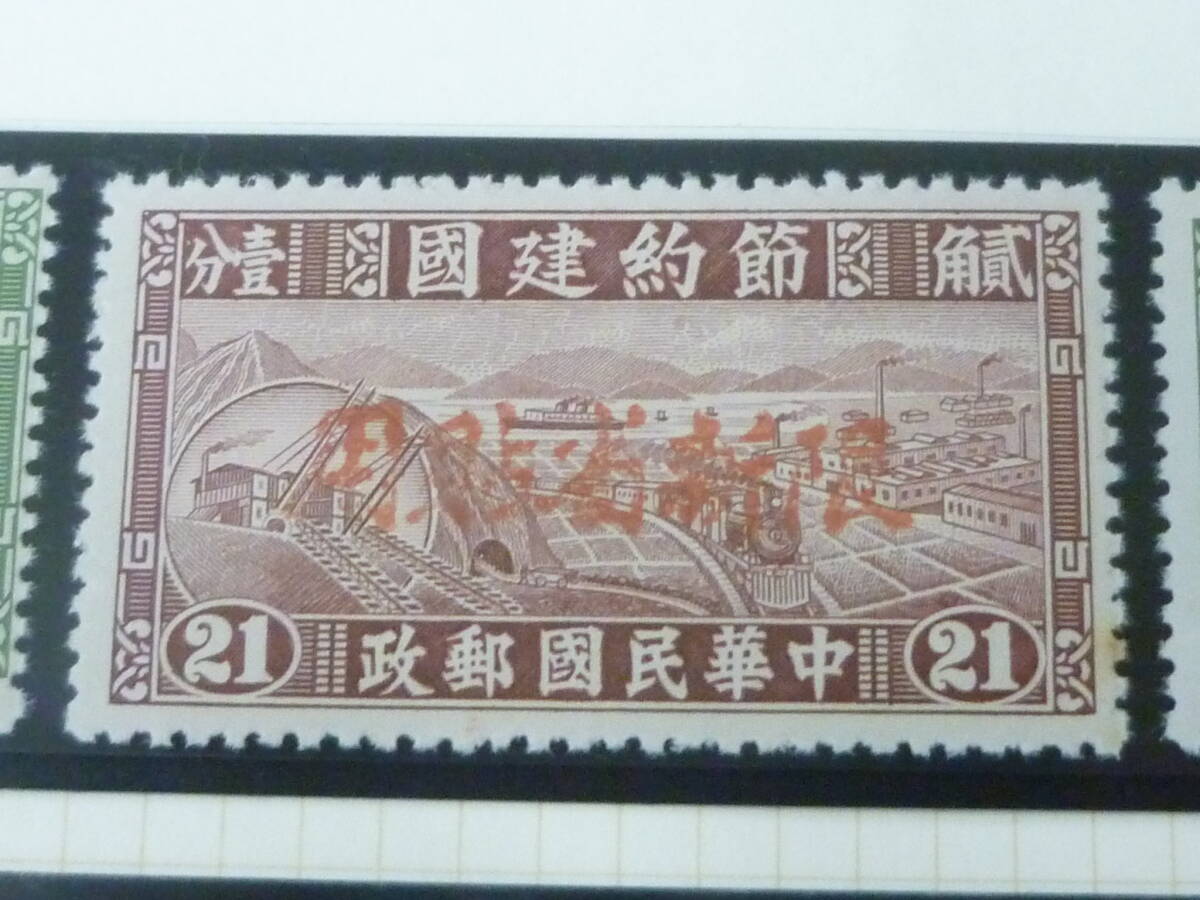 貳角 節約建國 壹分
限新省貼用
21 中華民國郵政 21